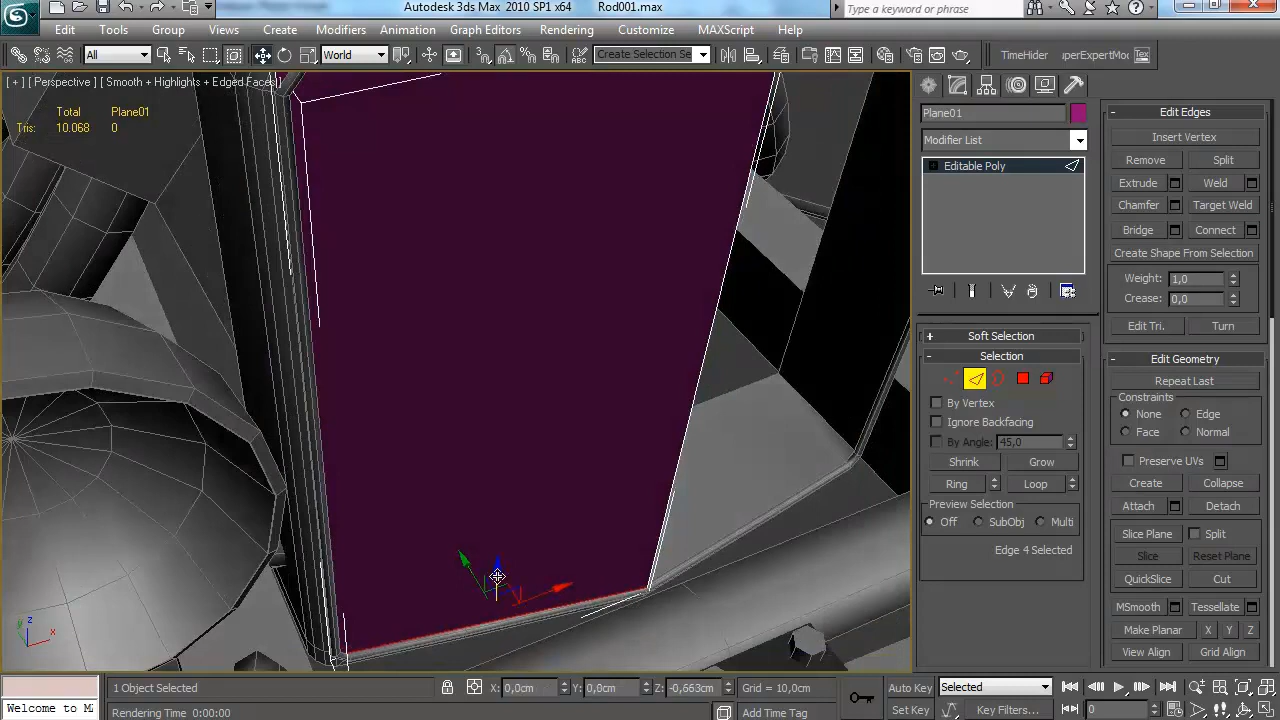 Autodesk 3ds Max 2010 SP1 x64 Rod001.max
Type a keyword or phrase
Edit Tools Group Views Create Modifiers Animation Graph Editors Rendering Customize MAXScript Help
All World Create Selection Se TimeHider Tex
[ + ] [ Perspective ] [ Smooth + Highlights + Edged Faces ]
Total Plane01
Tris: 10.068 0
Plane01
Modifier List
Editable Poly
Soft Selection
Selection
By Vertex
Ignore Backfacing
By Angle: 45,0
Shrink Grow
Ring Loop
Preview Selection
Off SubObj Multi
Edge 4 Selected
Edit Edges
Insert Vertex
Remove Split
Extrude Weld
Chamfer Target Weld
Bridge Connect
Create Shape From Selection
Weight: 1,0
Crease: 0,0
Edit Tri. Turn
Edit Geometry
Repeat Last
Constraints
None Edge
Face Normal
Preserve UVs
Create Collapse
Attach Detach
Slice Plane Split
Slice Reset Plane
QuickSlice Cut
MSmooth Tessellate
Make Planar X Y Z
View Align Grid Align
z
y
x
1 Object Selected X: 0,0cm Y: 0,0cm Z: -0,663cm Grid = 10,0cm Auto Key Selected
Welcome to Rendering Time 0:00:00 Add Time Tag Set Key Key Filters... 0